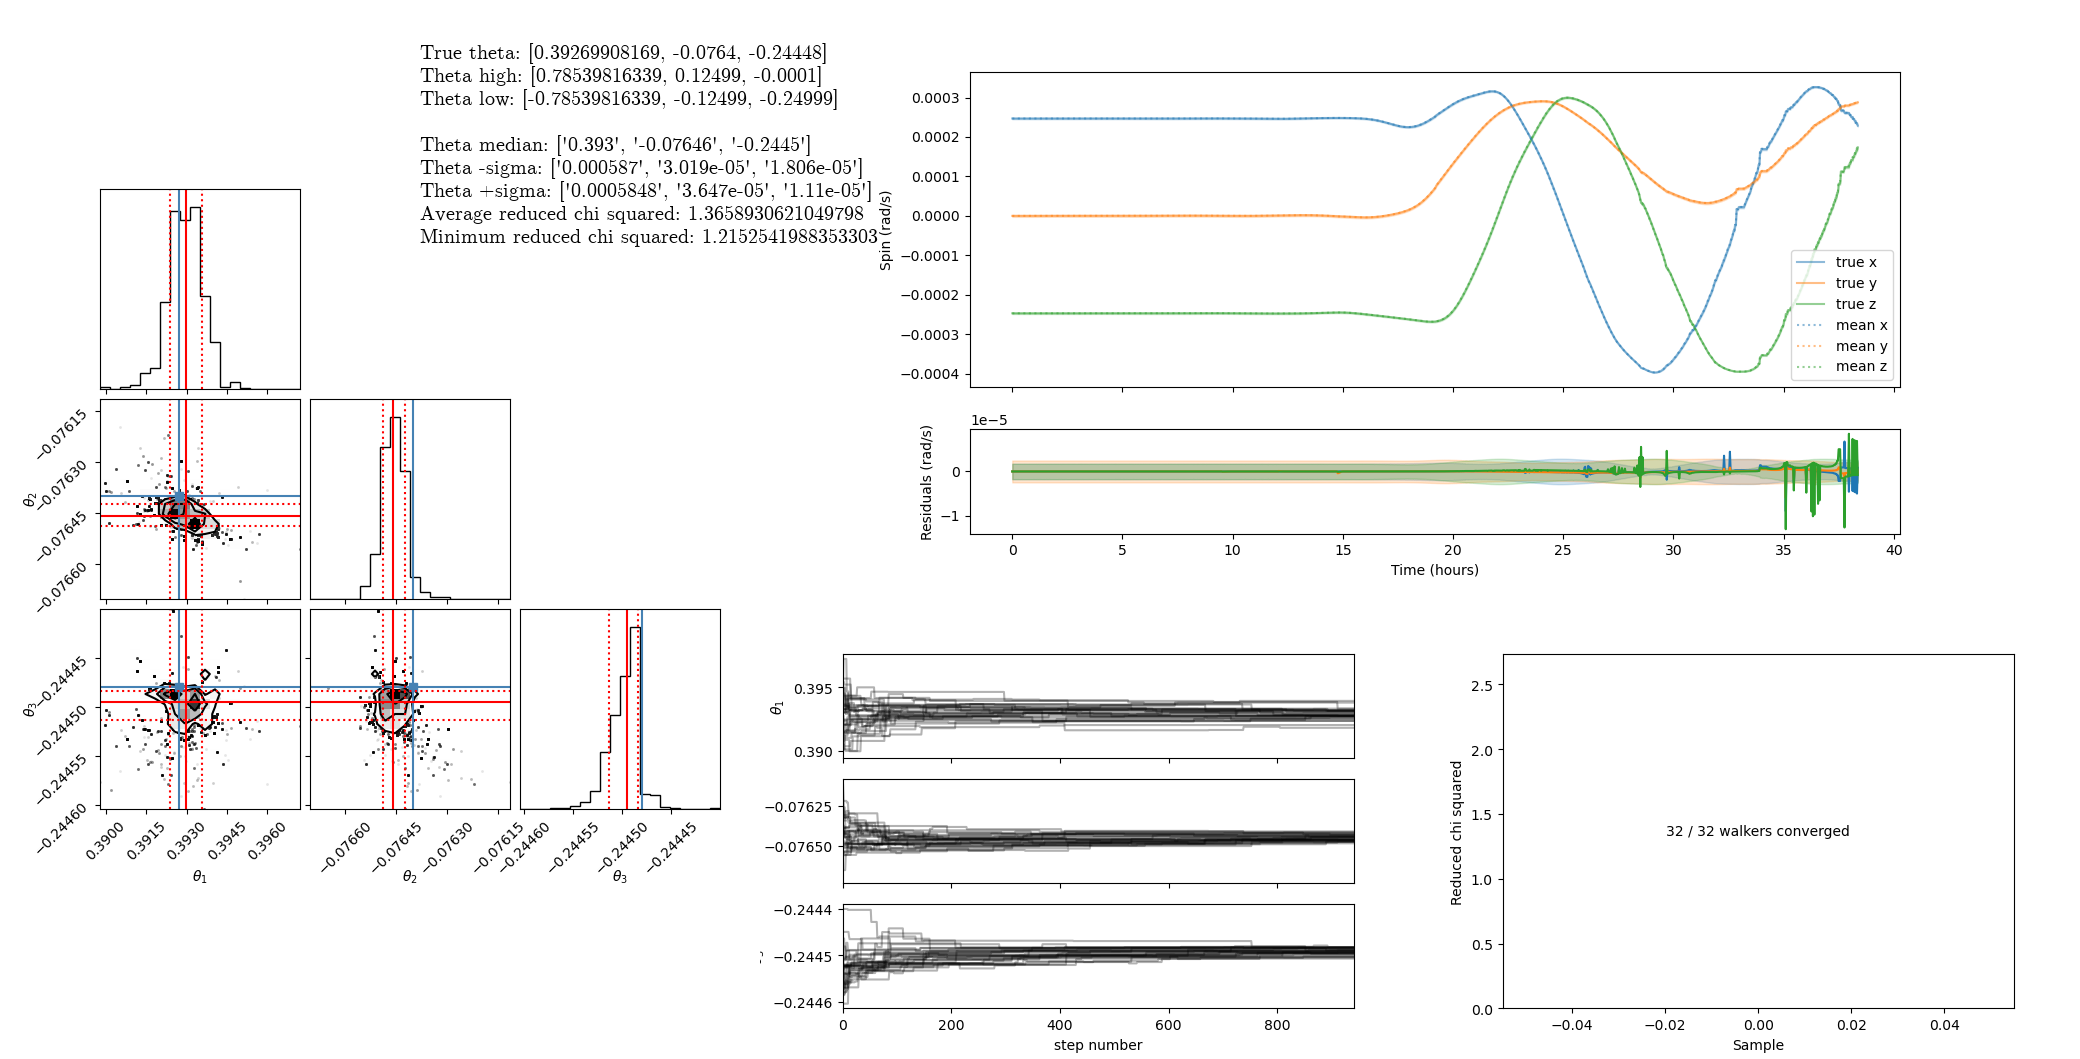 True theta: [0.39269908169, -0.0764, -0.24448]
Theta high: [0.78539816339, 0.12499, -0.0001]
Theta low: [-0.78539816339, -0.12499, -0.24999]
Theta median: ['0.393', '-0.07646', '-0.2445']
Theta -sigma: ['0.000587', '3.019e-05', '1.806e-05']
Theta +sigma: ['0.0005848', '3.647e-05', '1.11e-05']
Average reduced chi squared: 1.3658930621049798
Minimum reduced chi squared: 1.2152541988353303
Spin (rad/s)
0.0003
0.0002
0.0001
0.0000
−0.0001
−0.0002
−0.0003
−0.0004
true x
true y
true z
mean x
mean y
mean z
1e−5
Residuals (rad/s)
0
−1
0 5 10 15 20 25 30 35 40
Time (hours)
θ2
−0.07615
−0.07630
−0.07645
−0.07660
θ3
−0.24445
−0.24450
−0.24455
−0.24460
0.3900 0.3915 0.3930 0.3945 0.3960
θ1
−0.07660 −0.07645 −0.07630 −0.07615
θ2
−0.24460 −0.24455 −0.24450 −0.24445
θ3
θ1
0.395
0.390
−0.07625
−0.07650
−0.2444
−0.2445
−0.2446
0 200 400 600 800
step number
Reduced chi squared
2.5
2.0
1.5
1.0
0.5
0.0
32 / 32 walkers converged
−0.04 −0.02 0.00 0.02 0.04
Sample